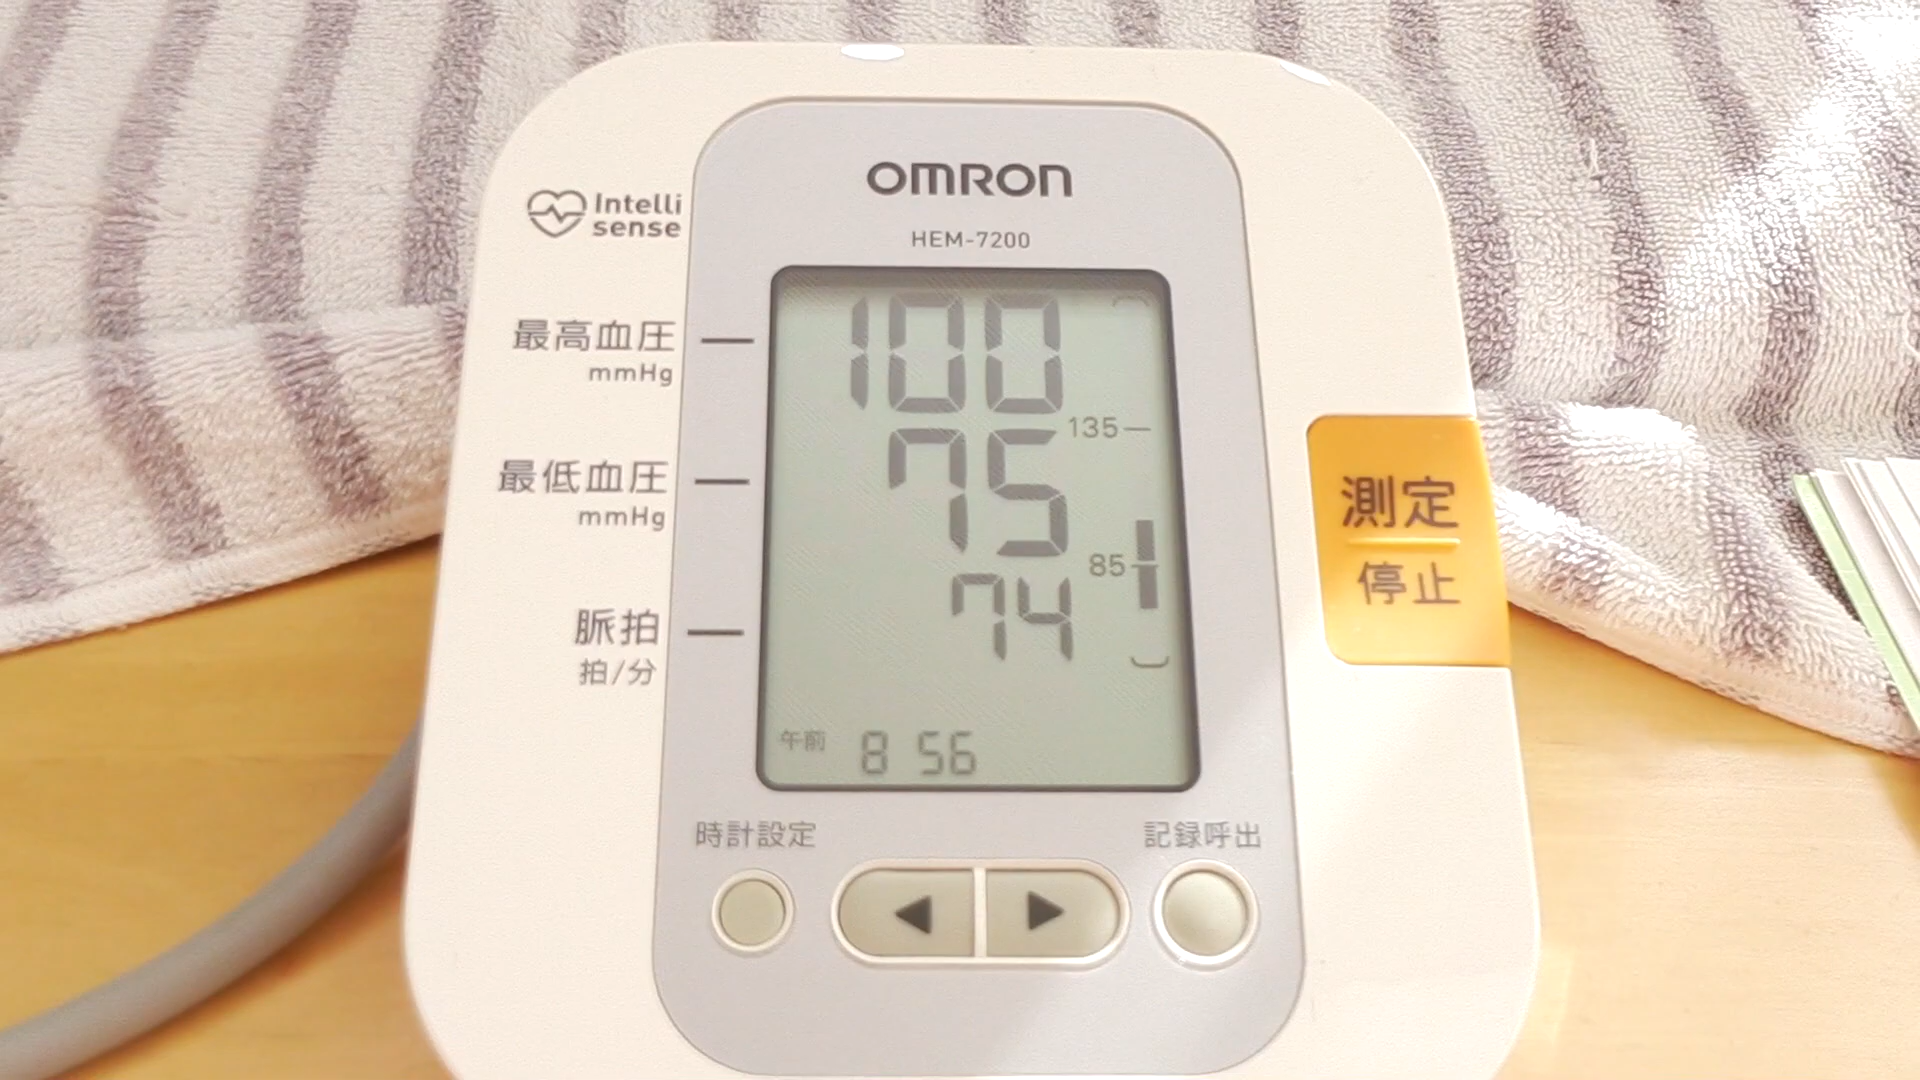 OMRON
HEM-7200
Intelli
sense
最高血圧
mmHg
100
135
最低血圧
mmHg
75
85
脈拍
拍/分
74
午前 8 56
測定
停止
時計設定
記録呼出